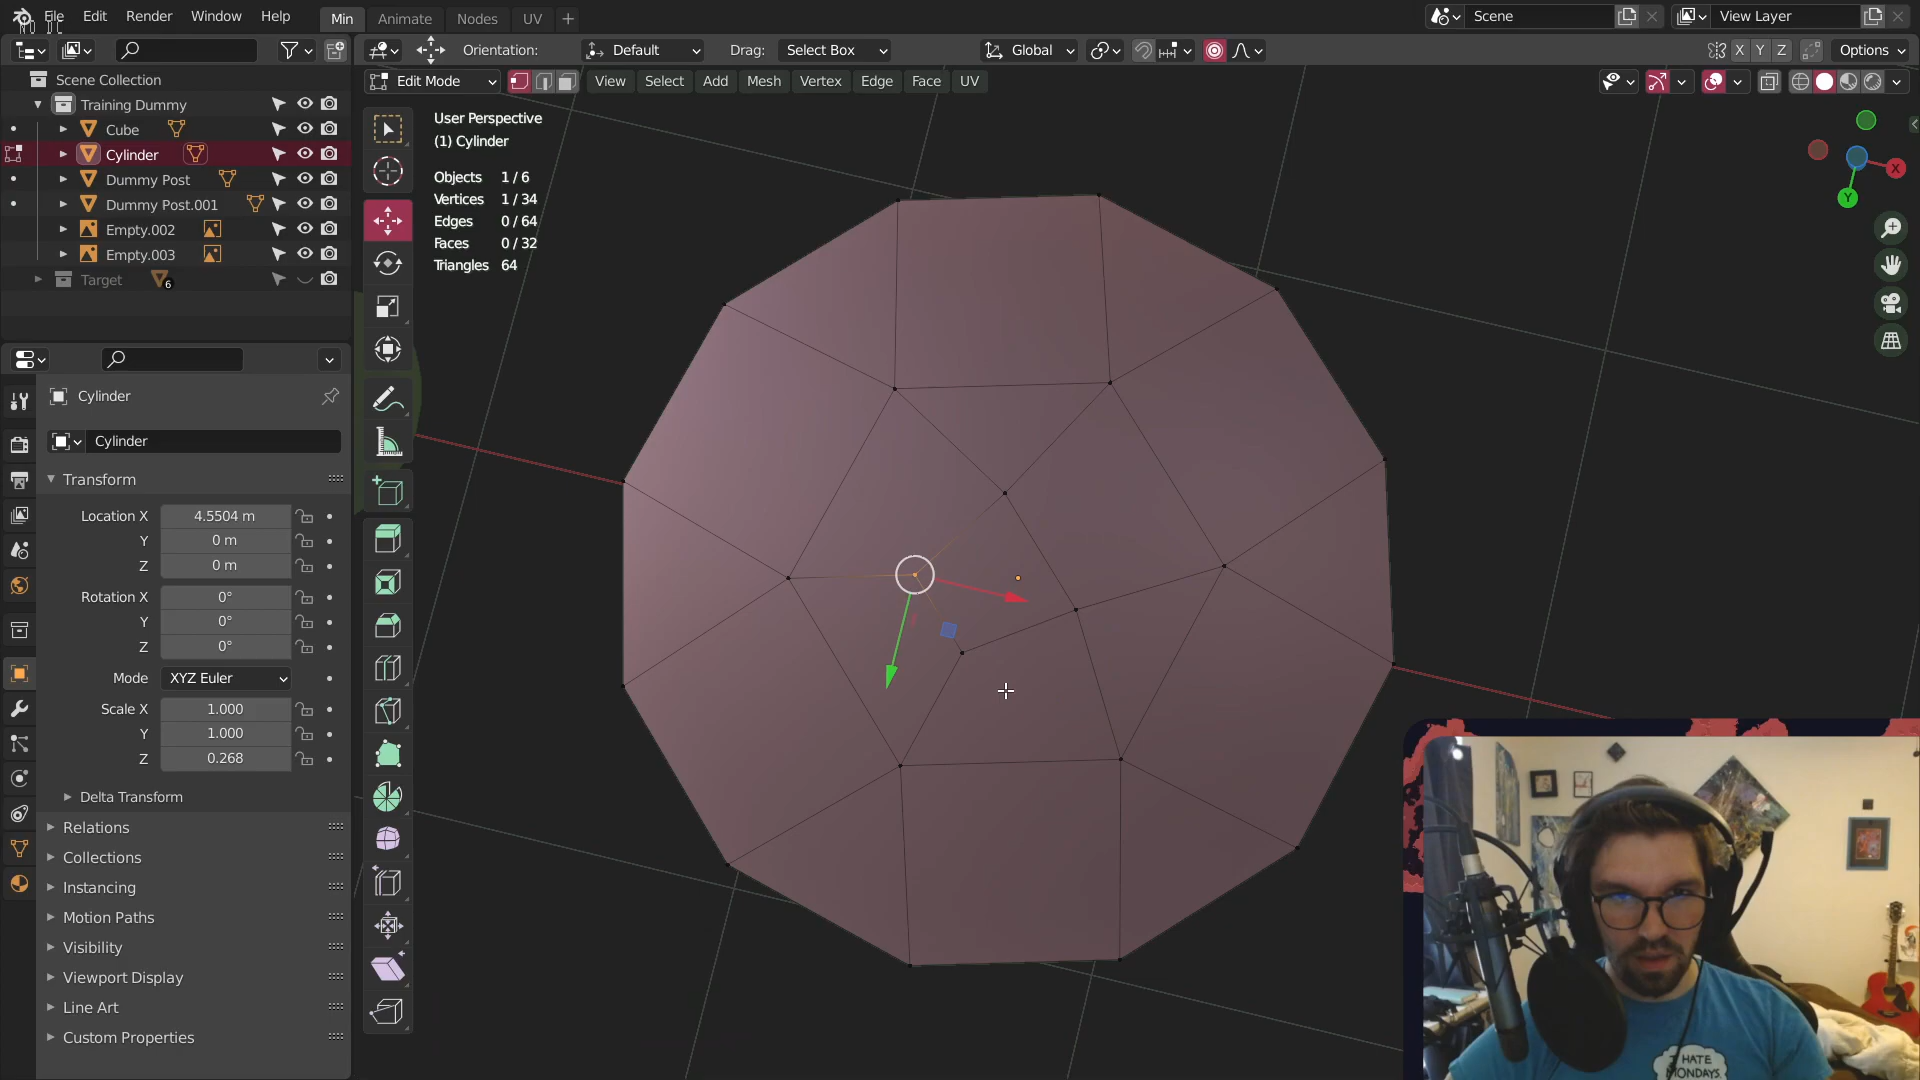 File Edit Render Window Help Min Animate Nodes UV + Scene View Layer
Orientation: Default Drag: Select Box Global X Y Z Options
Edit Mode View Select Add Mesh Vertex Edge Face UV
Scene Collection
Training Dummy
Cube
Cylinder
Dummy Post
Dummy Post.001
Empty.002
Empty.003
Target 6
User Perspective
(1) Cylinder
Objects 1 / 6
Vertices 1 / 34
Edges 0 / 64
Faces 0 / 32
Triangles 64
X
Y
Cylinder
Cylinder
Transform
Location X 4.5504 m
Y 0 m
Z 0 m
Rotation X 0°
Y 0°
Z 0°
Mode XYZ Euler
Scale X 1.000
Y 1.000
Z 0.268
Delta Transform
Relations
Collections
Instancing
Motion Paths
Visibility
Viewport Display
Line Art
Custom Properties
I HATE
MONDAYS.